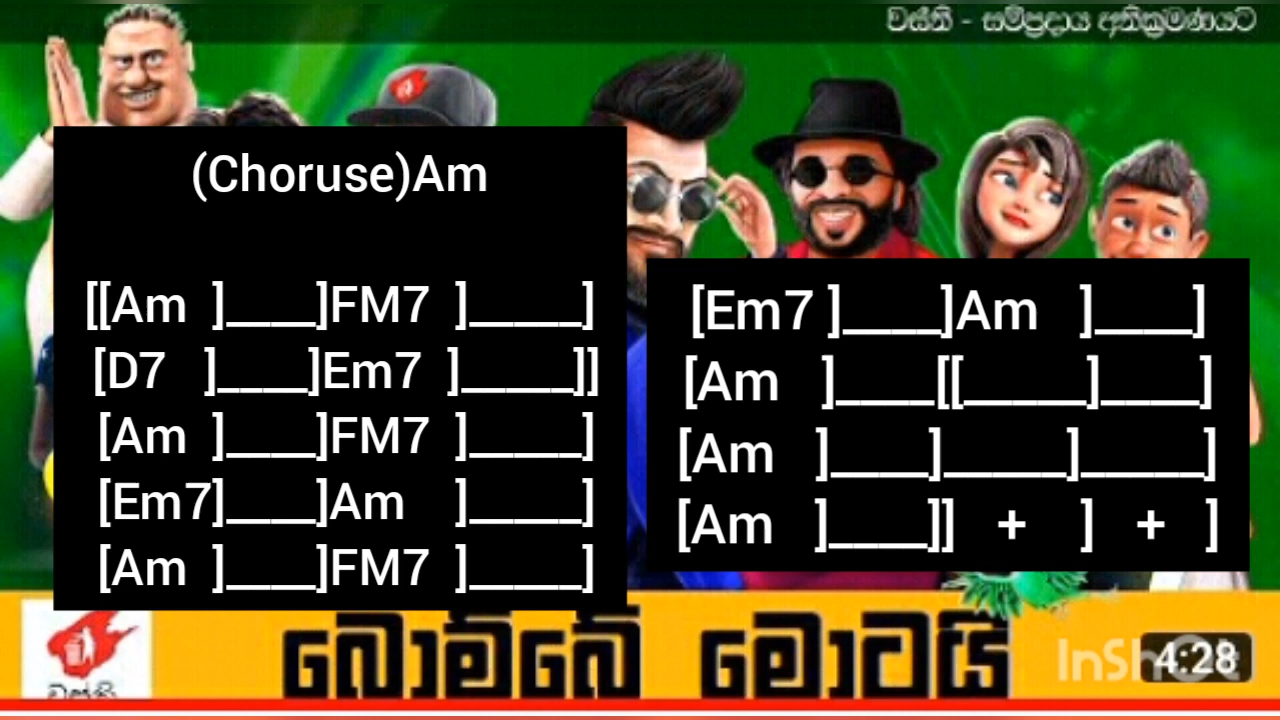 වස්නි - සම්ප්‍රදාය අතික්‍රමණයට
(Choruse)Am
[[Am ]____]FM7 ]_____]
[D7 ]____]Em7 ]_____]]
[Am ]____]FM7 ]_____]
[Em7]____]Am ]_____]
[Am ]____]FM7 ]_____]
[Em7 ]____]Am ]____]
[Am ]____[[_____]____]
[Am ]____]_____]_____]
[Am ]____]] + ] + ]
බොම්බේ මොටයි
වස්නි
4:28